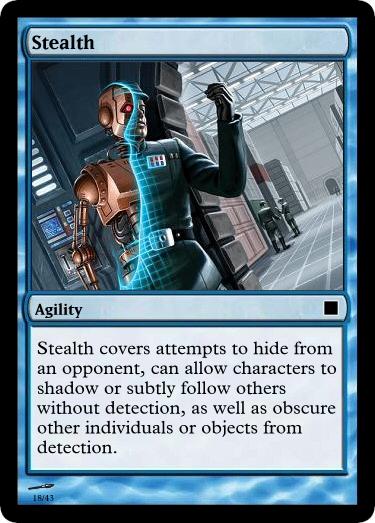 Stealth
Agility
Stealth covers attempts to hide from
an opponent, can allow characters to
shadow or subtly follow others
without detection, as well as obscure
other individuals or objects from
detection.
18/43